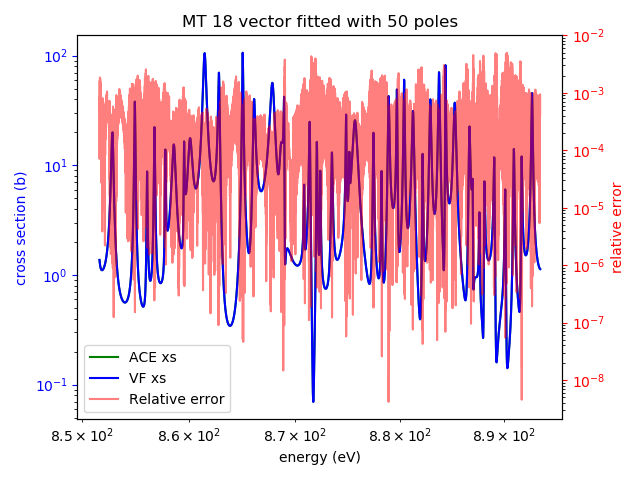 MT 18 vector fitted with 50 poles
cross section (b)
10²
10¹
10⁰
10⁻¹
10⁻²
10⁻³
10⁻⁴
10⁻⁵
10⁻⁶
10⁻⁷
10⁻⁸
relative error
ACE xs
VF xs
Relative error
8.5 × 10²
8.6 × 10²
8.7 × 10²
8.8 × 10²
8.9 × 10²
energy (eV)